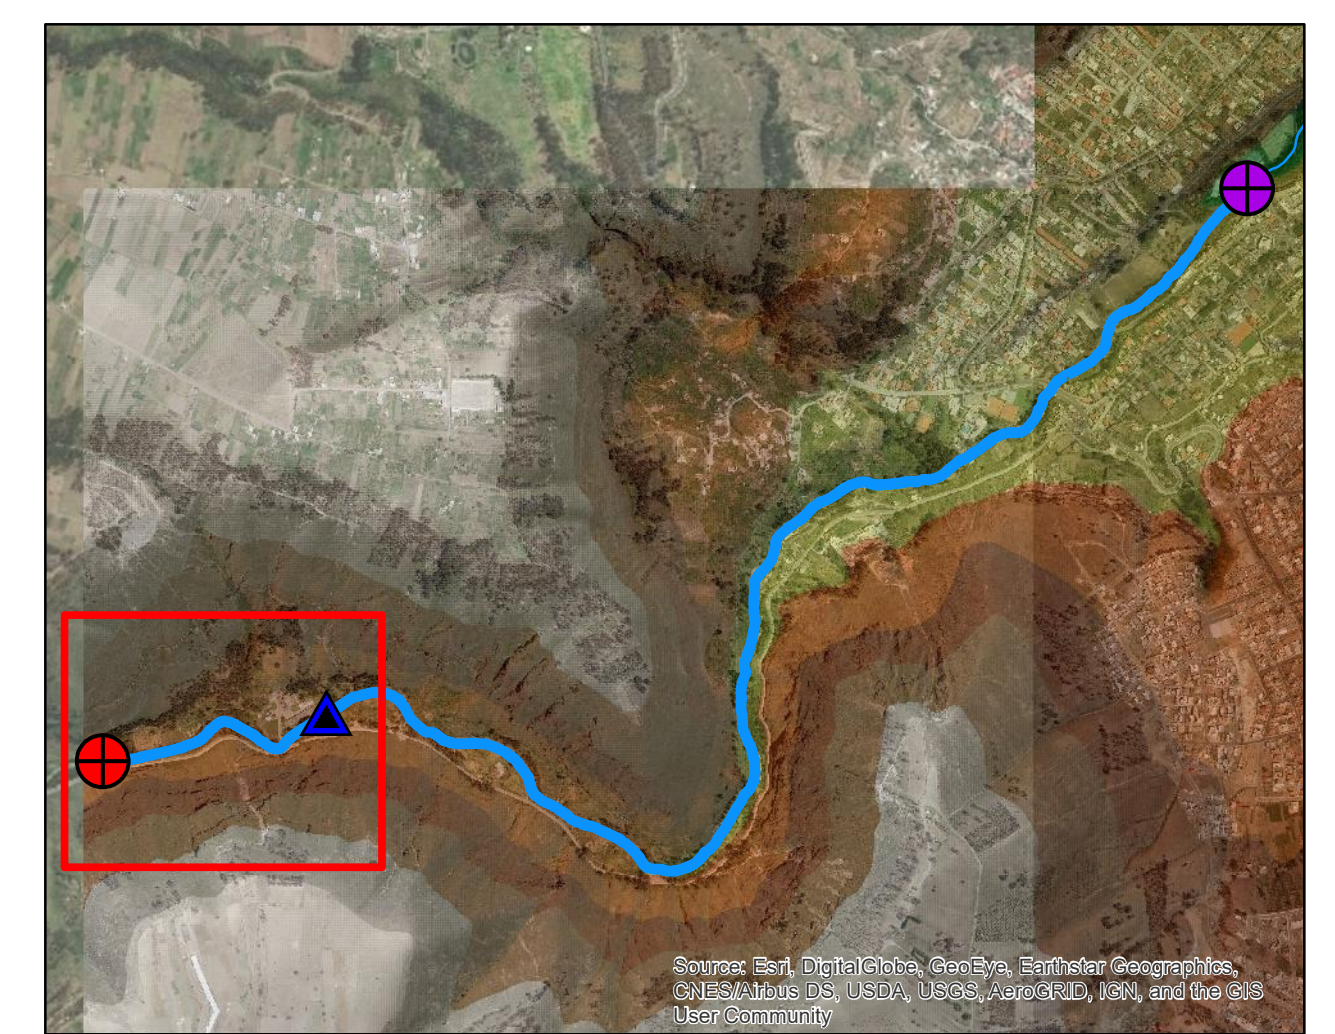 Source: Esri, DigitalGlobe, GeoEye, Earthstar Geographics,
CNES/Airbus DS, USDA, USGS, AeroGRID, IGN, and the GIS
User Community